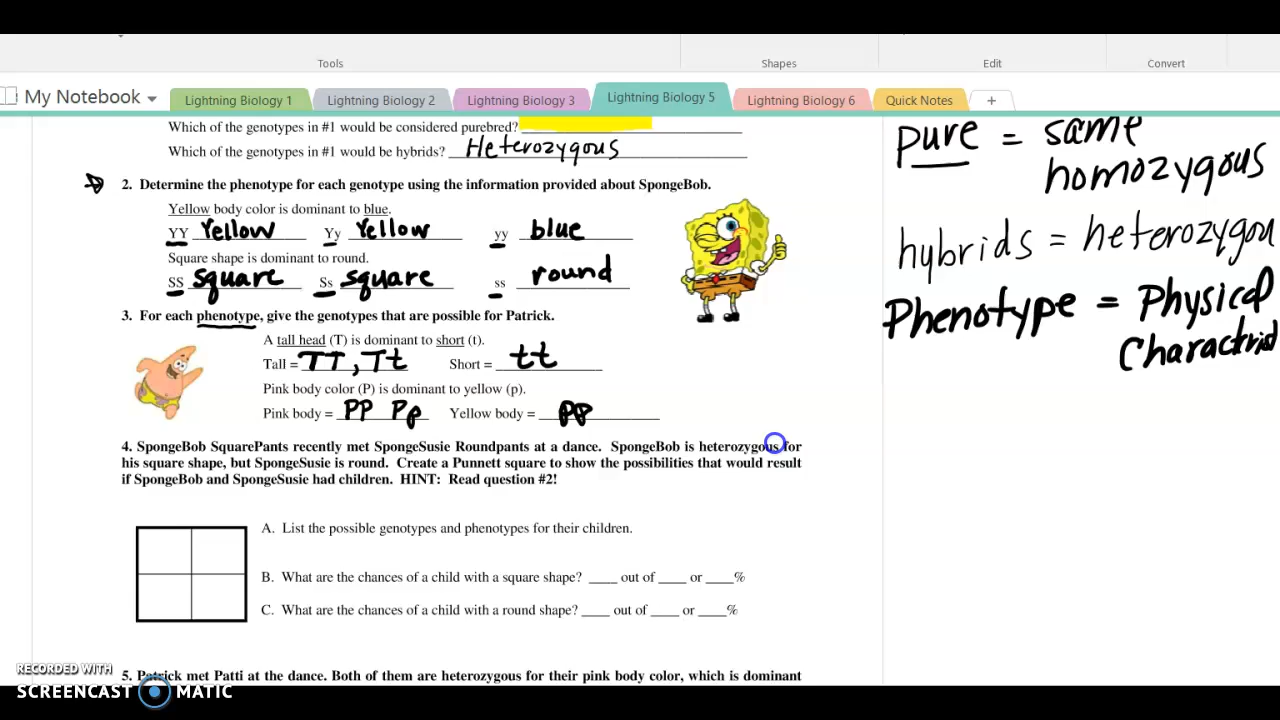 Tools Shapes Edit Convert
My Notebook Lightning Biology 1 Lightning Biology 2 Lightning Biology 3 Lightning Biology 5 Lightning Biology 6 Quick Notes +
Which of the genotypes in #1 would be considered purebred?
Which of the genotypes in #1 would be hybrids? Heterozygous
2. Determine the phenotype for each genotype using the information provided about SpongeBob.
Yellow body color is dominant to blue.
YY Yellow Yy Yellow yy blue
Square shape is dominant to round.
SS square Ss square ss round
3. For each phenotype, give the genotypes that are possible for Patrick.
A tall head (T) is dominant to short (t).
Tall = TT, Tt Short = tt
Pink body color (P) is dominant to yellow (p).
Pink body = PP Pp Yellow body = pp
4. SpongeBob SquarePants recently met SpongeSusie Roundpants at a dance. SpongeBob is heterozygous for
his square shape, but SpongeSusie is round. Create a Punnett square to show the possibilities that would result
if SpongeBob and SpongeSusie had children. HINT: Read question #2!
A. List the possible genotypes and phenotypes for their children.
B. What are the chances of a child with a square shape? ____ out of ____ or ____%
C. What are the chances of a child with a round shape? ____ out of ____ or ____%
5. Patrick met Patti at the dance. Both of them are heterozygous for their pink body color, which is dominant
pure = same
homozygous
hybrids = heterozygou
Phenotype = Physical
Charactrist
RECORDED WITH
SCREENCAST MATIC